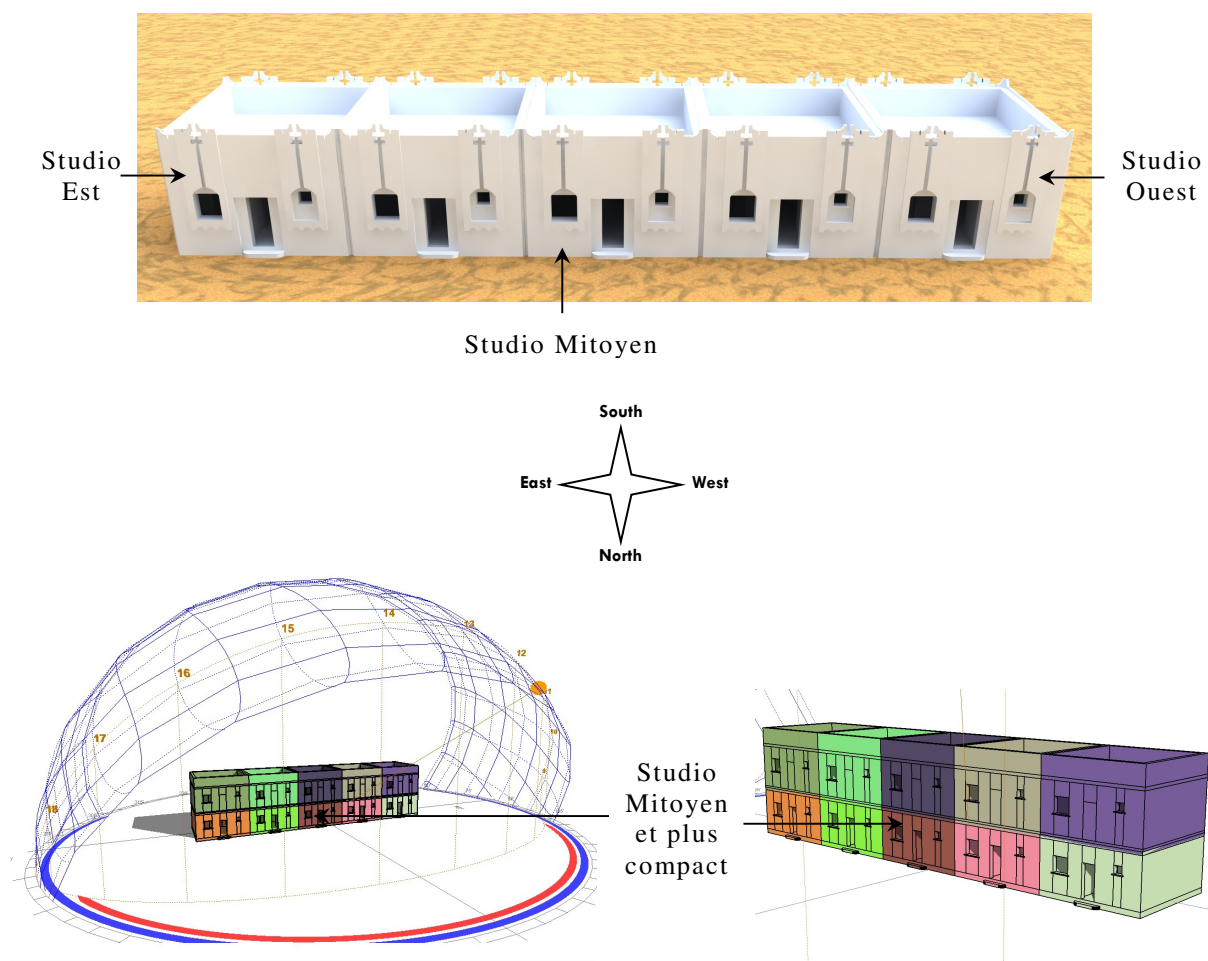 Studio
Est
Studio
Ouest
Studio Mitoyen
South
East
West
North
14
15
13
12
16
17
18
Studio
Mitoyen
et plus
compact